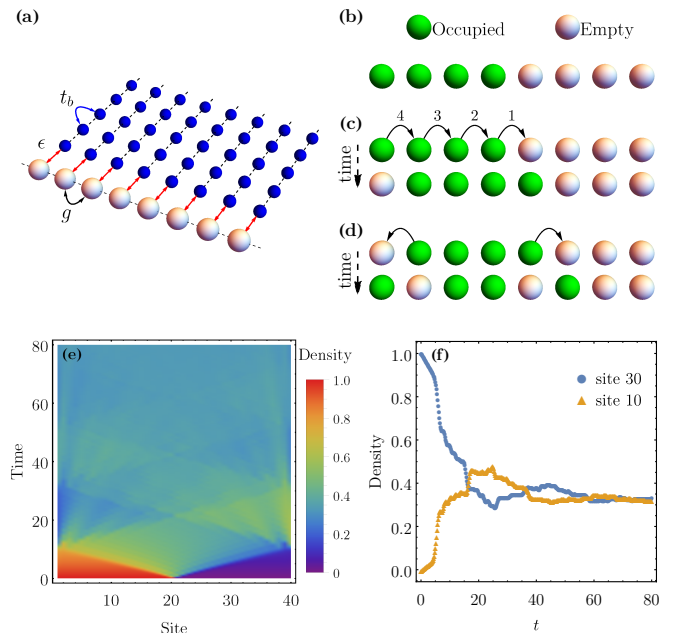 (a)
t_b
ϵ
g
(b)
Occupied
Empty
(c)
4 3 2 1
time
(d)
time
(e)
Density
80
60
40
20
0
Time
10 20 30 40
Site
1.0
0.8
0.6
0.4
0.2
0
(f)
site 30
site 10
1.0
0.8
0.6
0.4
0.2
0.0
Density
0 20 40 60 80
t